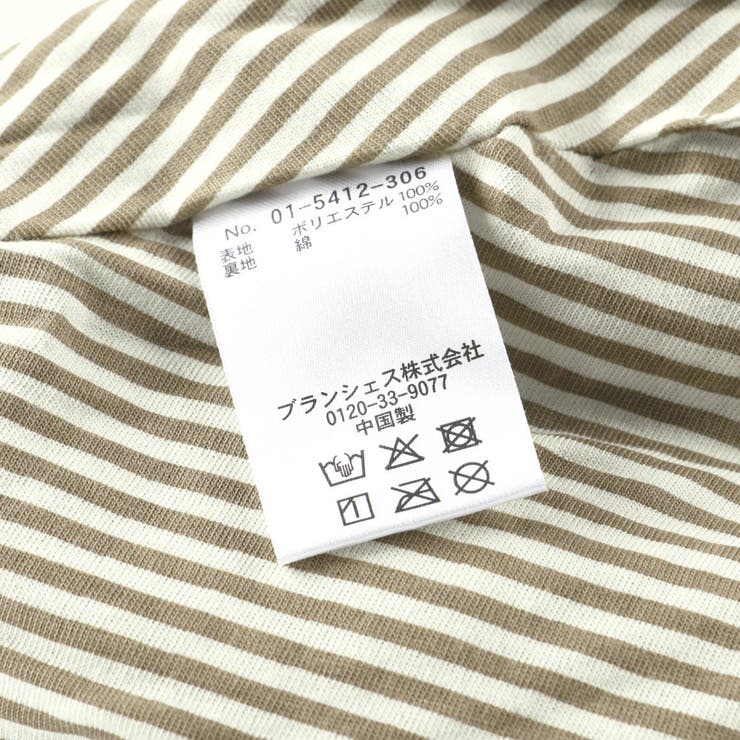 No. 01-5412-306
表地 ポリエステル 100%
裏地 綿 100%
ブランシェス株式会社
0120-33-9077
中国製